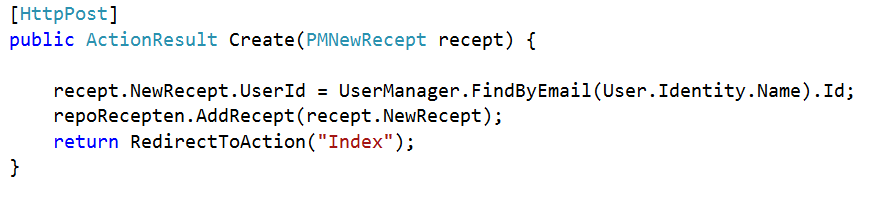 [HttpPost]
public ActionResult Create(PMNewRecept recept) {
recept.NewRecept.UserId = UserManager.FindByEmail(User.Identity.Name).Id;
repoRecepten.AddRecept(recept.NewRecept);
return RedirectToAction("Index");
}